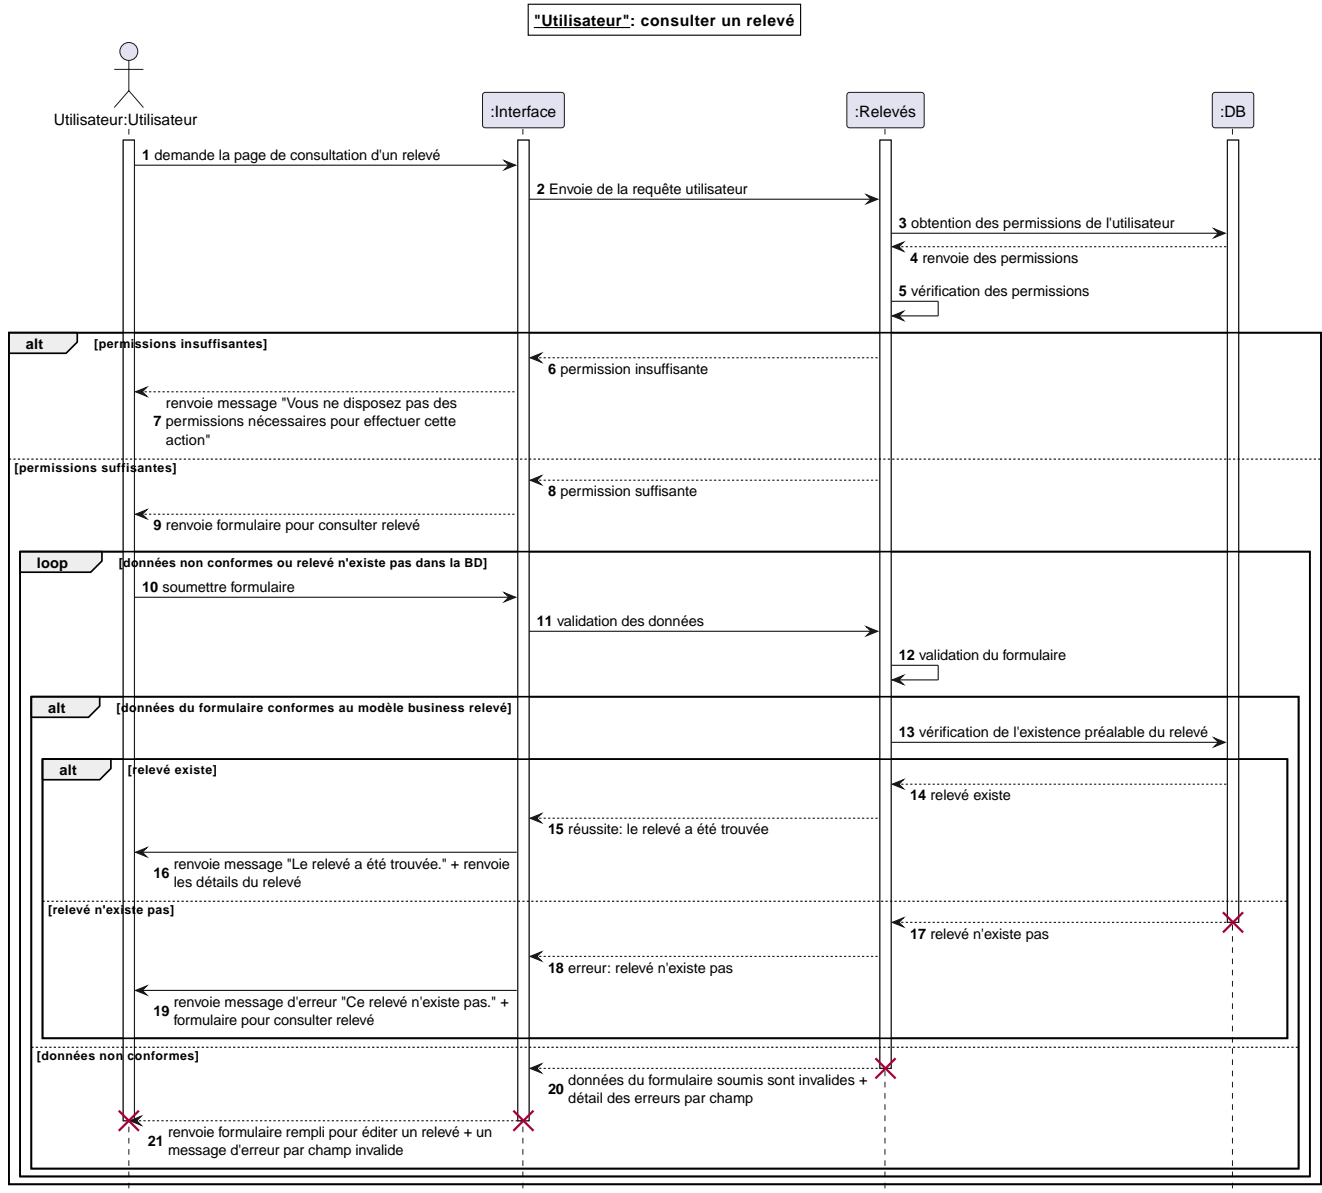 "Utilisateur": consulter un relevé
Utilisateur:Utilisateur
:Interface
:Relevés
:DB
1 demande la page de consultation d'un relevé
2 Envoie de la requête utilisateur
3 obtention des permissions de l'utilisateur
4 renvoie des permissions
5 vérification des permissions
alt [permissions insuffisantes]
6 permission insuffisante
renvoie message "Vous ne disposez pas des
7 permissions nécessaires pour effectuer cette
action"
[permissions suffisantes]
8 permission suffisante
9 renvoie formulaire pour consulter relevé
loop [données non conformes ou relevé n'existe pas dans la BD]
10 soumettre formulaire
11 validation des données
12 validation du formulaire
alt [données du formulaire conformes au modèle business relevé]
13 vérification de l'existence préalable du relevé
alt [relevé existe]
14 relevé existe
15 réussite: le relevé a été trouvée
16 renvoie message "Le relevé a été trouvée." + renvoie
les détails du relevé
[relevé n'existe pas]
17 relevé n'existe pas
18 erreur: relevé n'existe pas
19 renvoie message d'erreur "Ce relevé n'existe pas." +
formulaire pour consulter relevé
[données non conformes]
20 données du formulaire soumis sont invalides +
détail des erreurs par champ
21 renvoie formulaire rempli pour éditer un relevé + un
message d'erreur par champ invalide